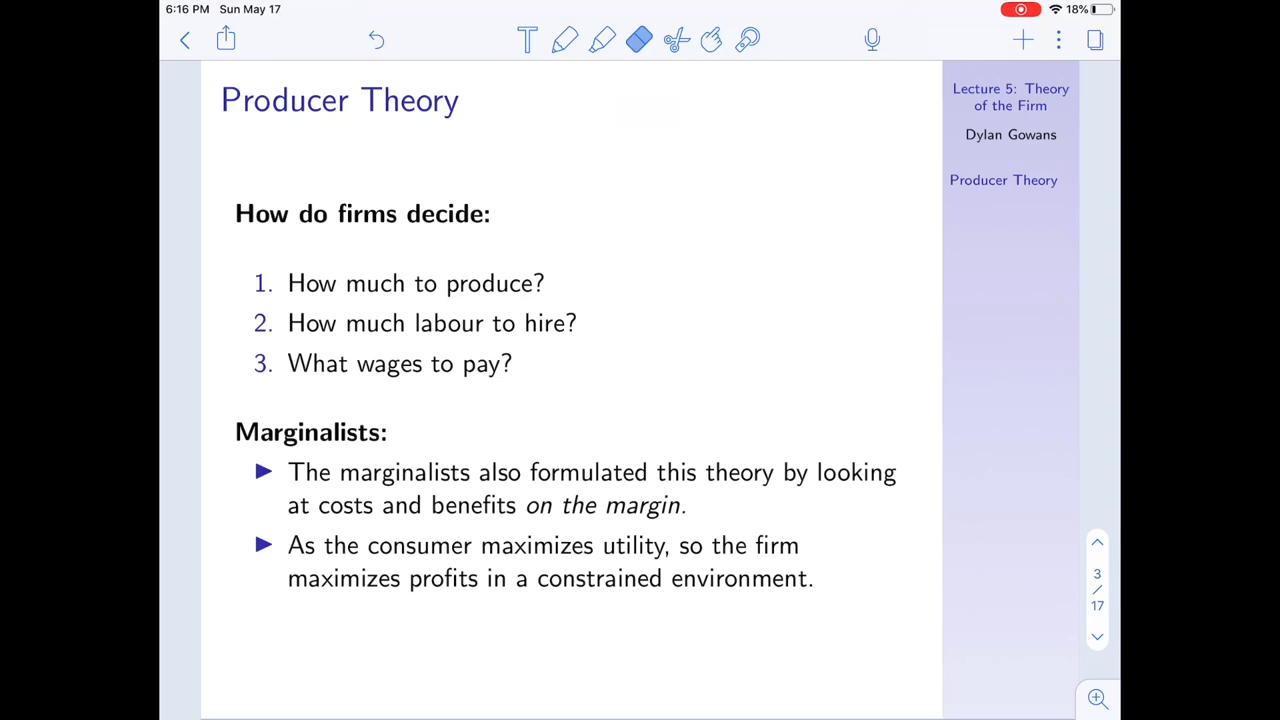 6:16 PM Sun May 17
18%
Producer Theory
How do firms decide:
1. How much to produce?
2. How much labour to hire?
3. What wages to pay?
Marginalists:
The marginalists also formulated this theory by looking
at costs and benefits on the margin.
As the consumer maximizes utility, so the firm
maximizes profits in a constrained environment.
Lecture 5: Theory
of the Firm
Dylan Gowans
Producer Theory
3
/
17